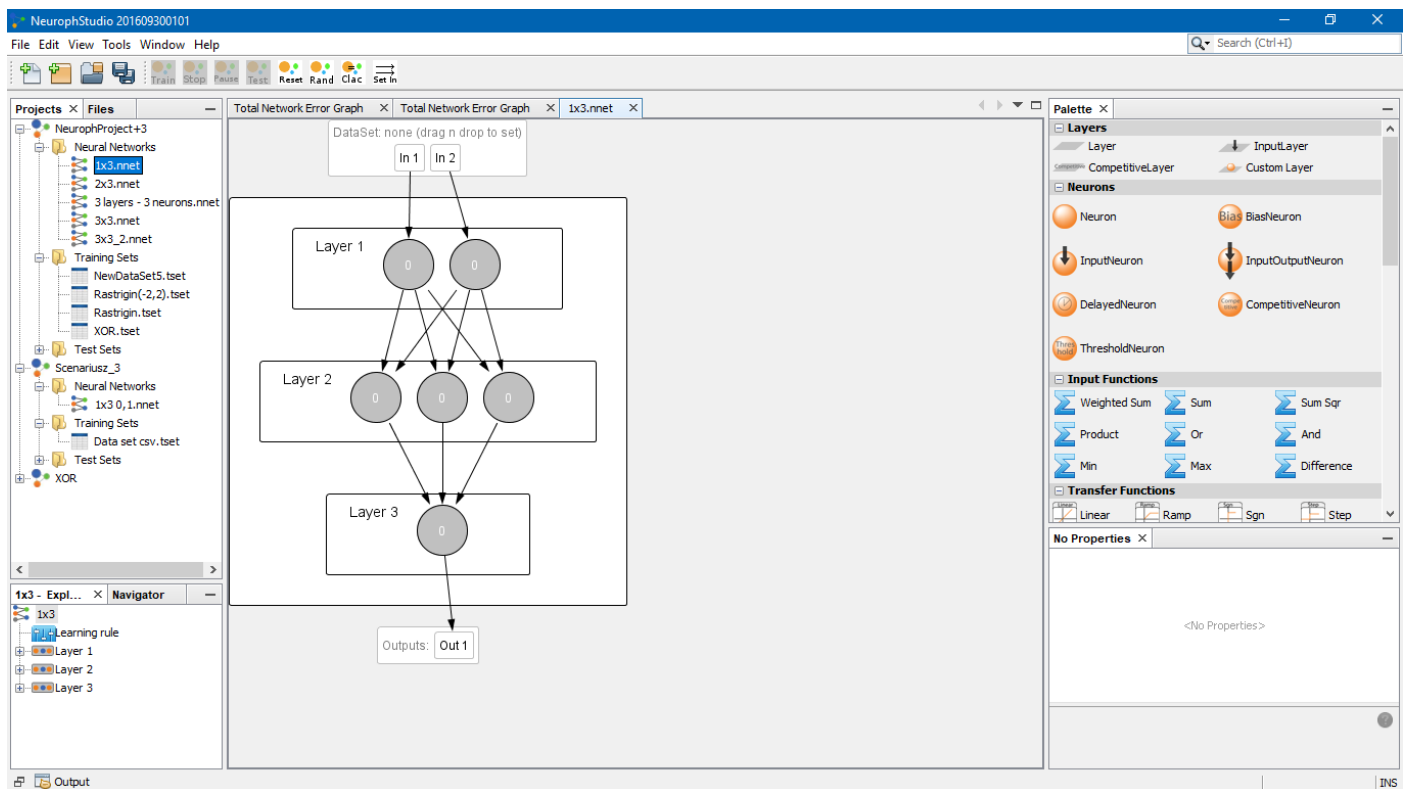 NeurophStudio 201609300101
File Edit View Tools Window Help
Search (Ctrl+I)
Train Stop Pause Test Reset Rand Clac Set In
Projects Files
NeurophProject+3
Neural Networks
1x3.nnet
2x3.nnet
3 layers - 3 neurons.nnet
3x3.nnet
3x3_2.nnet
Training Sets
NewDataSet5.tset
Rastrigin(-2,2).tset
Rastrigin.tset
XOR.tset
Test Sets
Scenariusz_3
Neural Networks
1x3 0,1.nnet
Training Sets
Data set csv.tset
Test Sets
XOR
1x3 - Expl... Navigator
1x3
Learning rule
Layer 1
Layer 2
Layer 3
Output
Total Network Error Graph Total Network Error Graph 1x3.nnet
DataSet: none (drag n drop to set)
In 1 In 2
Layer 1
0 0
Layer 2
0 0 0
Layer 3
0
Outputs: Out 1
Palette
Layers
Layer InputLayer
Competitive CompetitiveLayer Custom Layer
Neurons
Neuron Bias BiasNeuron
InputNeuron InputOutputNeuron
DelayedNeuron CompetitiveNeuron
Threshold ThresholdNeuron
Input Functions
Weighted Sum Sum Sum Sqr
Product Or And
Min Max Difference
Transfer Functions
Linear Linear Ramp Ramp Sgn Sgn Step Step
No Properties
<No Properties>
INS